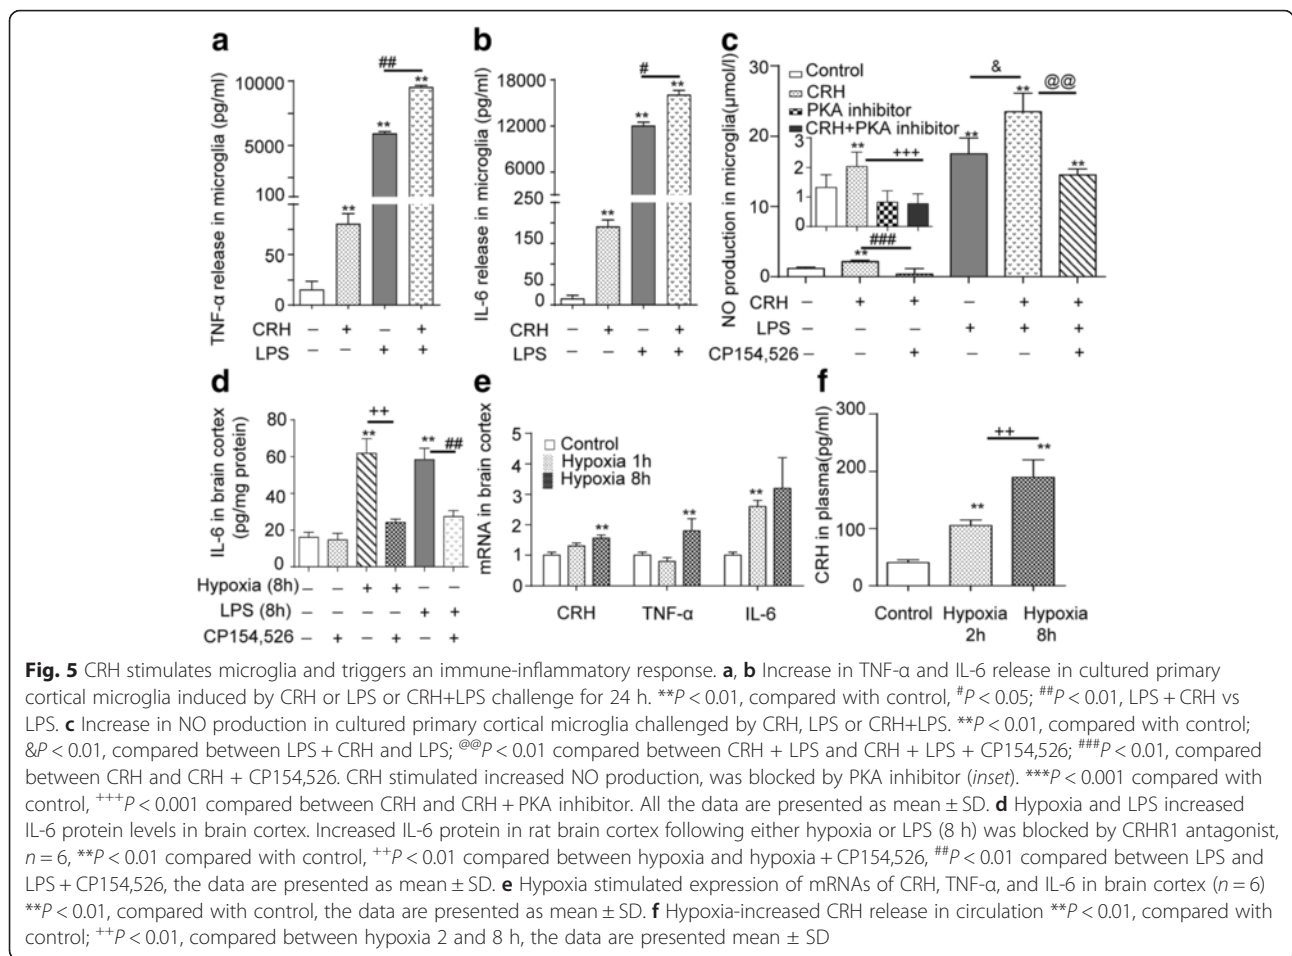 a
TNF-α release in microglia (pg/ml)
10000
5000
100
50
0
##
**
**
**
CRH – + – +
LPS – – + +
b
IL-6 release in microglia (pg/ml)
18000
12000
6000
250
250
150
50
0
#
**
**
**
CRH – + – +
LPS – – + +
c
NO production in microglia(μmol/l)
30
20
10
0
Control
CRH
PKA inhibitor
CRH+PKA inhibitor
3
2
1
0
** +++
###
**
&
@@
**
**
**
CRH – + + – + +
LPS – – – + + +
CP154,526 – – + – – +
d
IL-6 in brain cortex
(pg/mg protein)
80
60
40
20
0
++
**
**
##
Hypoxia (8h) – – + + – –
LPS (8h) – – – – + +
CP154,526 – + – + – +
e
mRNA in brain cortex
5
4
3
2
1
0
Control
Hypoxia 1h
Hypoxia 8h
**
**
**
CRH TNF-α IL-6
f
CRH in plasma(pg/ml)
300
200
100
0
++
**
**
Control Hypoxia Hypoxia
2h 8h
Fig. 5 CRH stimulates microglia and triggers an immune-inflammatory response. a, b Increase in TNF-α and IL-6 release in cultured primary
cortical microglia induced by CRH or LPS or CRH+LPS challenge for 24 h. **P < 0.01, compared with control, #P < 0.05; ##P < 0.01, LPS + CRH vs
LPS. c Increase in NO production in cultured primary cortical microglia challenged by CRH, LPS or CRH+LPS. **P < 0.01, compared with control;
&P < 0.01, compared between LPS + CRH and LPS; @@P < 0.01 compared between CRH + LPS and CRH + LPS + CP154,526; ###P < 0.01, compared
between CRH and CRH + CP154,526. CRH stimulated increased NO production, was blocked by PKA inhibitor (inset). ***P < 0.001 compared with
control, +++P < 0.001 compared between CRH and CRH + PKA inhibitor. All the data are presented as mean ± SD. d Hypoxia and LPS increased
IL-6 protein levels in brain cortex. Increased IL-6 protein in rat brain cortex following either hypoxia or LPS (8 h) was blocked by CRHR1 antagonist,
n = 6, **P < 0.01 compared with control, ++P < 0.01 compared between hypoxia and hypoxia + CP154,526, ##P < 0.01 compared between LPS and
LPS + CP154,526, the data are presented as mean ± SD. e Hypoxia stimulated expression of mRNAs of CRH, TNF-α, and IL-6 in brain cortex (n = 6)
**P < 0.01, compared with control, the data are presented as mean ± SD. f Hypoxia-increased CRH release in circulation **P < 0.01, compared with
control; ++P < 0.01, compared between hypoxia 2 and 8 h, the data are presented mean ± SD